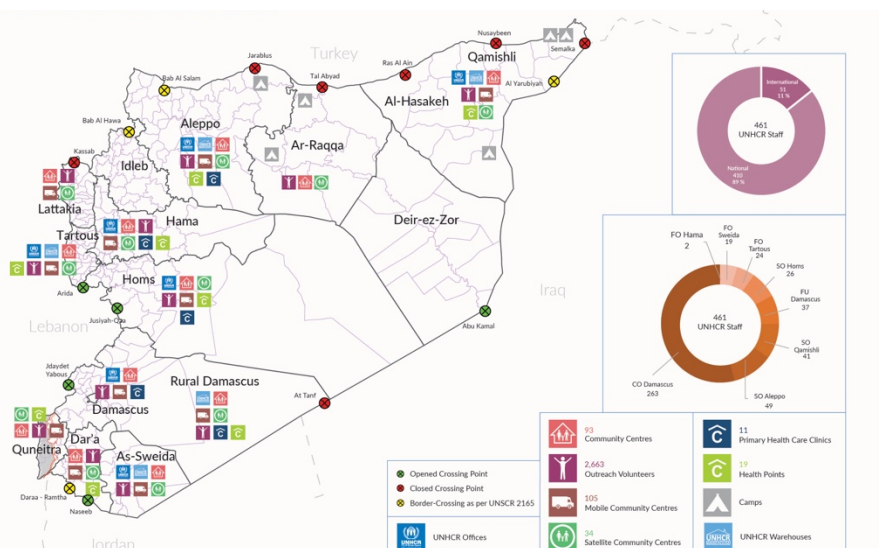 Turkey
Nusaybeen
Semalka
Qamishli
Jarablus
Ras Al Ain
Bab Al Salam
Tal Abyad
Al Yarubiyah
Al-Hasakeh
Bab Al Hawa
Aleppo
Ar-Raqqa
Kassab
Idleb
Lattakia
Deir-ez-Zor
Hama
Tartous
Homs
Arida
Iraq
Lebanon
Abu Kamal
Jdaydet
Yabous
Rural Damascus
At Tanf
Damascus
Dar'a
Quneitra
As-Sweida
Daraa - Ramtha
Naseeb
Jordan
International
51
11 %
461
UNHCR Staff
National
410
89 %
FO Hama
2
FO
Sweida
19
FO
Tartous
24
SO Homs
26
FU
Damascus
37
461
UNHCR Staff
SO
Qamishli
41
CO Damascus
263
SO Aleppo
49
Opened Crossing Point
Closed Crossing Point
Border-Crossing as per UNSCR 2165
UNHCR
UNHCR Offices
93
Community Centres
2,663
Outreach Volunteers
105
Mobile Community Centres
34
Satellite Community Centres
11
Primary Health Care Clinics
19
Health Points
Camps
UNHCR
UNHCR Warehouses